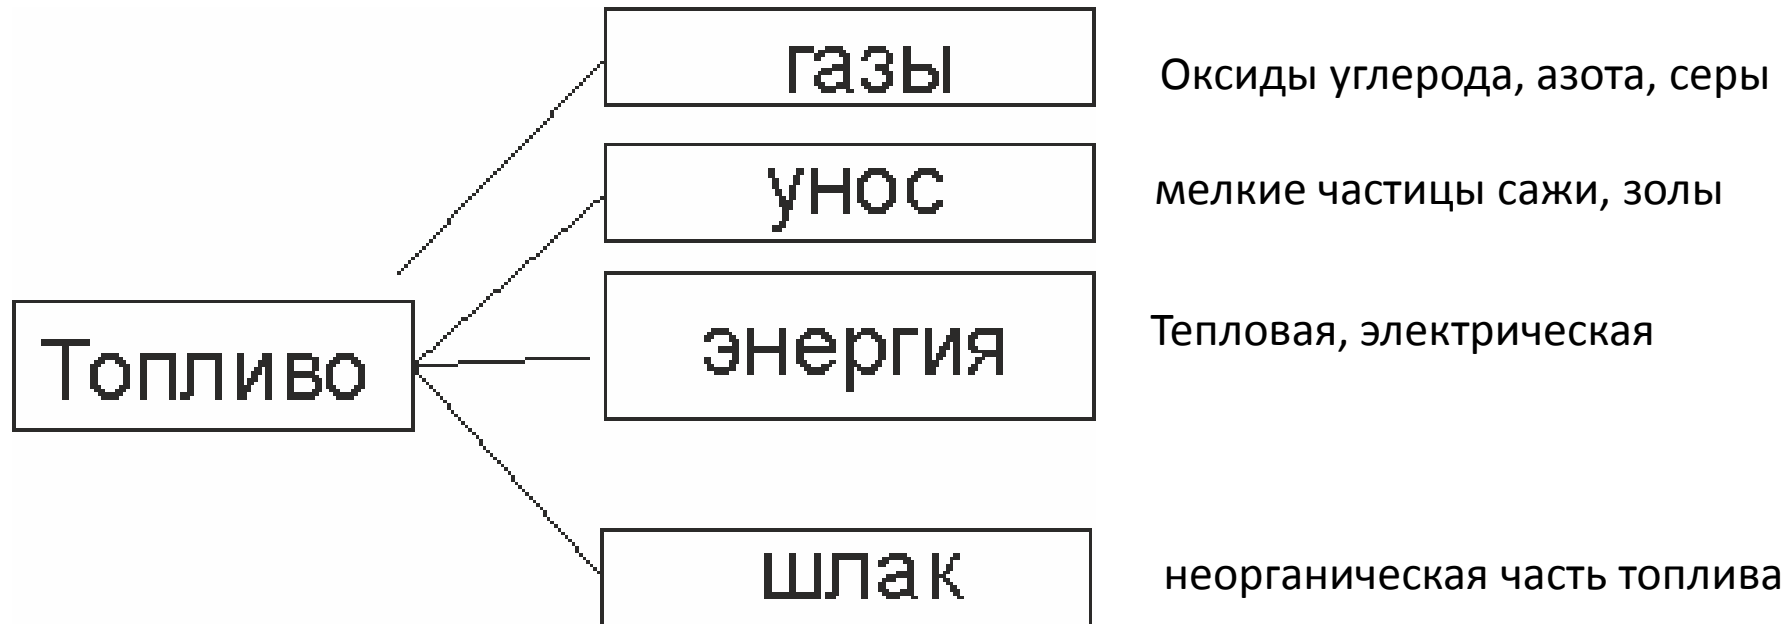 газы
Оксиды углерода, азота, серы
унос
мелкие частицы сажи, золы
Топливо
энергия
Тепловая, электрическая
шлак
неорганическая часть топлива